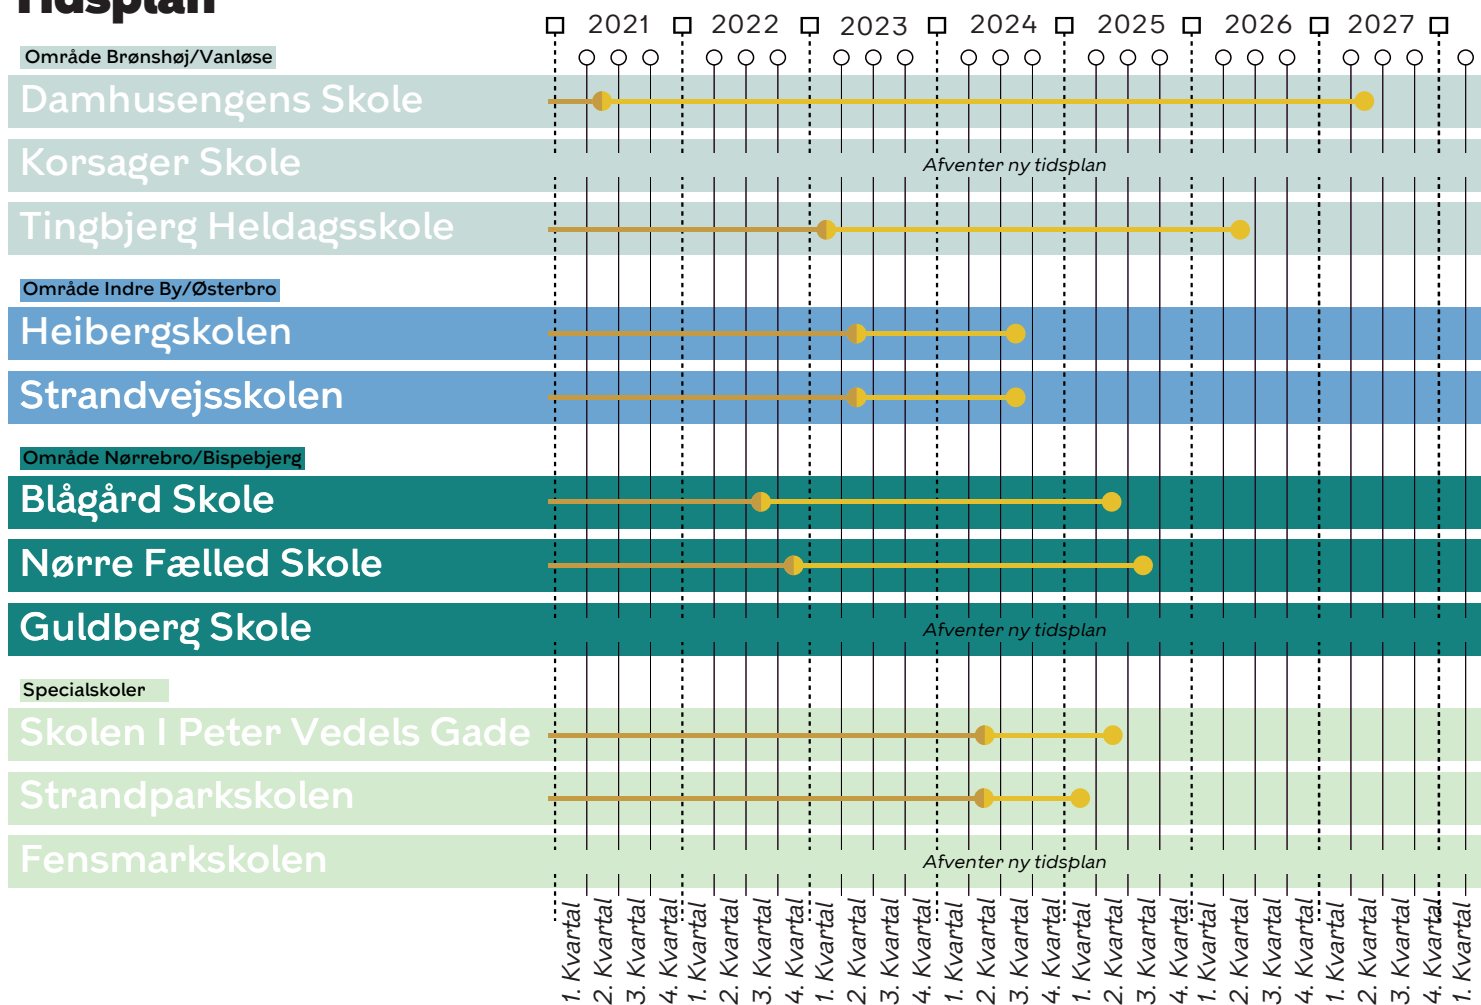 Tidsplan
2021 2022 2023 2024 2025 2026 2027
Område Brønshøj/Vanløse
Damhusengens Skole
Korsager Skole
Afventer ny tidsplan
Tingbjerg Heldagsskole
Område Indre By/Østerbro
Heibergskolen
Strandvejsskolen
Område Nørrebro/Bispebjerg
Blågård Skole
Nørre Fælled Skole
Guldberg Skole
Afventer ny tidsplan
Specialskoler
Skolen I Peter Vedels Gade
Strandparkskolen
Fensmarkskolen
Afventer ny tidsplan
1. Kvartal
2. Kvartal
3. Kvartal
4. Kvartal
1. Kvartal
2. Kvartal
3. Kvartal
4. Kvartal
1. Kvartal
2. Kvartal
3. Kvartal
4. Kvartal
1. Kvartal
2. Kvartal
3. Kvartal
4. Kvartal
1. Kvartal
2. Kvartal
3. Kvartal
4. Kvartal
1. Kvartal
2. Kvartal
3. Kvartal
4. Kvartal
1. Kvartal
2. Kvartal
3. Kvartal
4. Kvartal
1. Kvartal